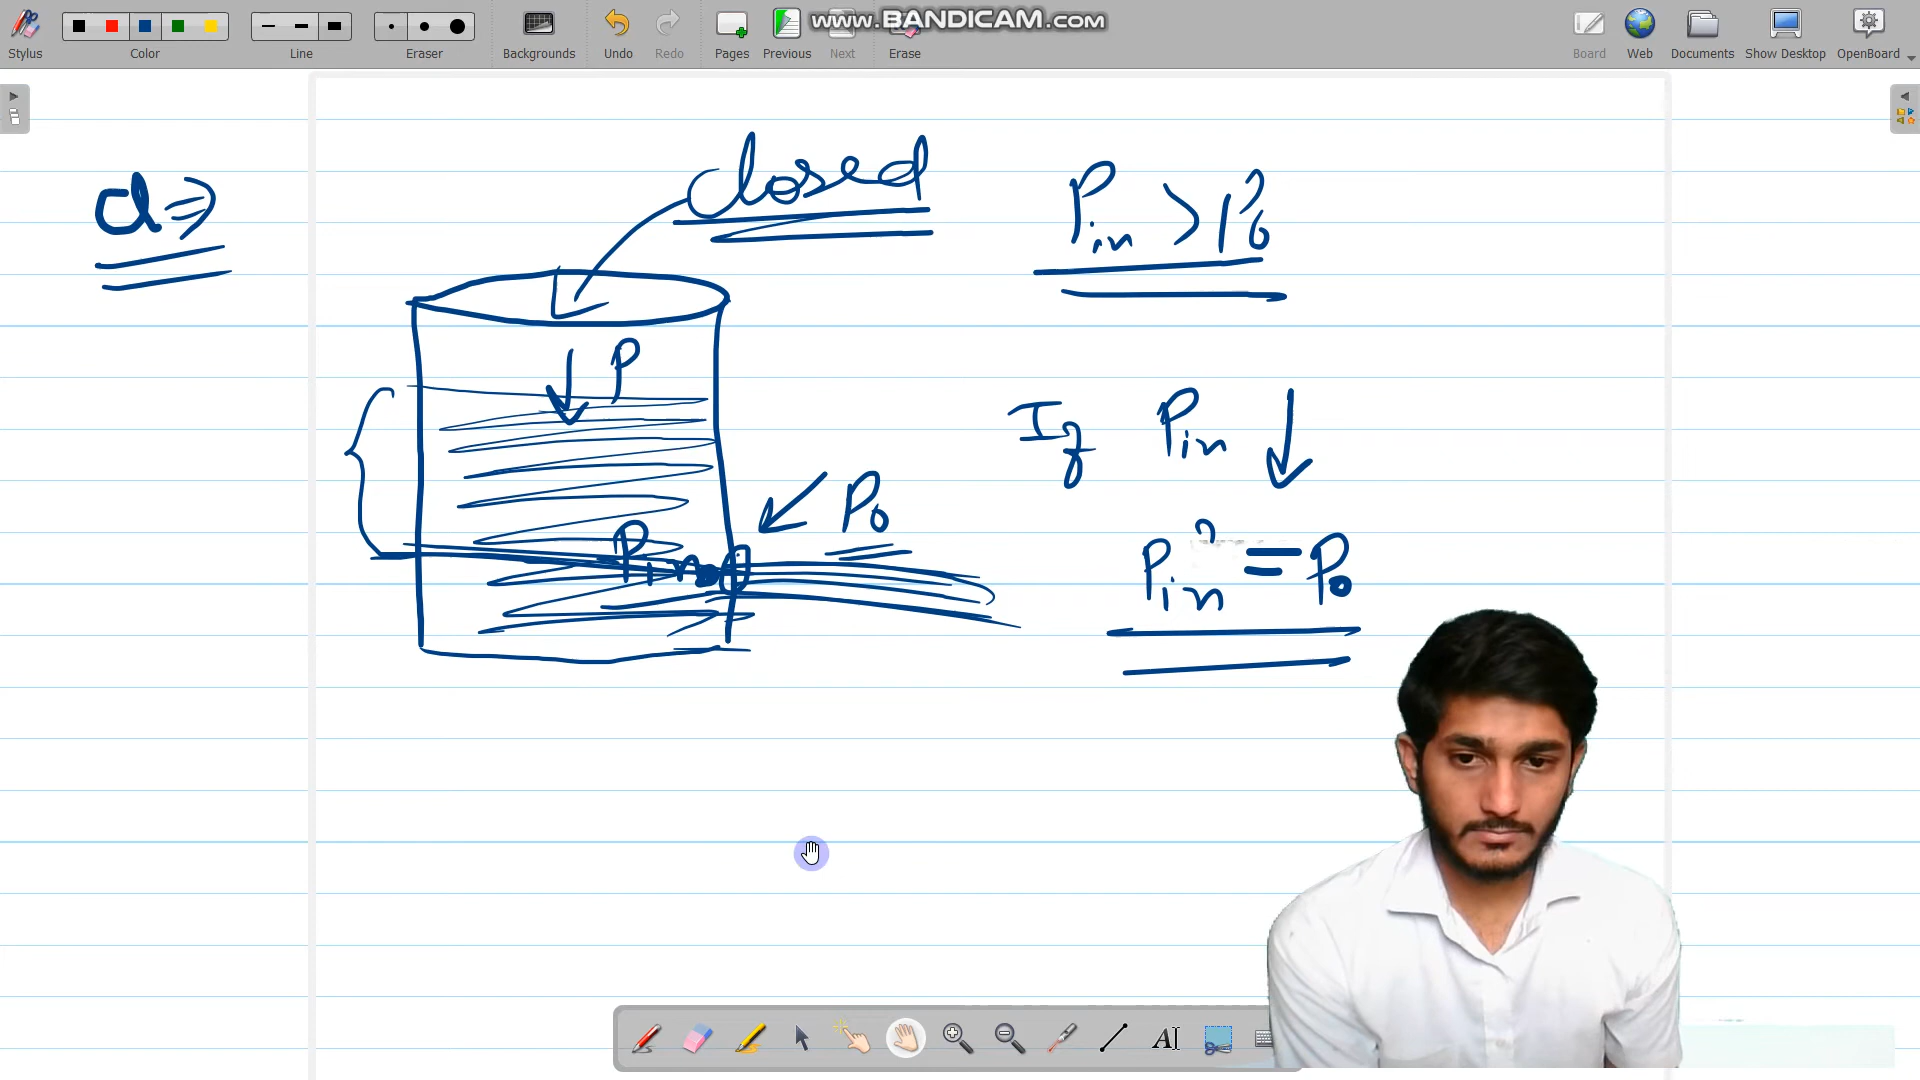 www.BANDICAM.com
Stylus Color Line Eraser Backgrounds Undo Redo Pages Previous Next Erase Board Web Documents Show Desktop OpenBoard
d ⇒
closed
Pin > P0
P
If Pin ↓
P0
Pin
Pin = P0